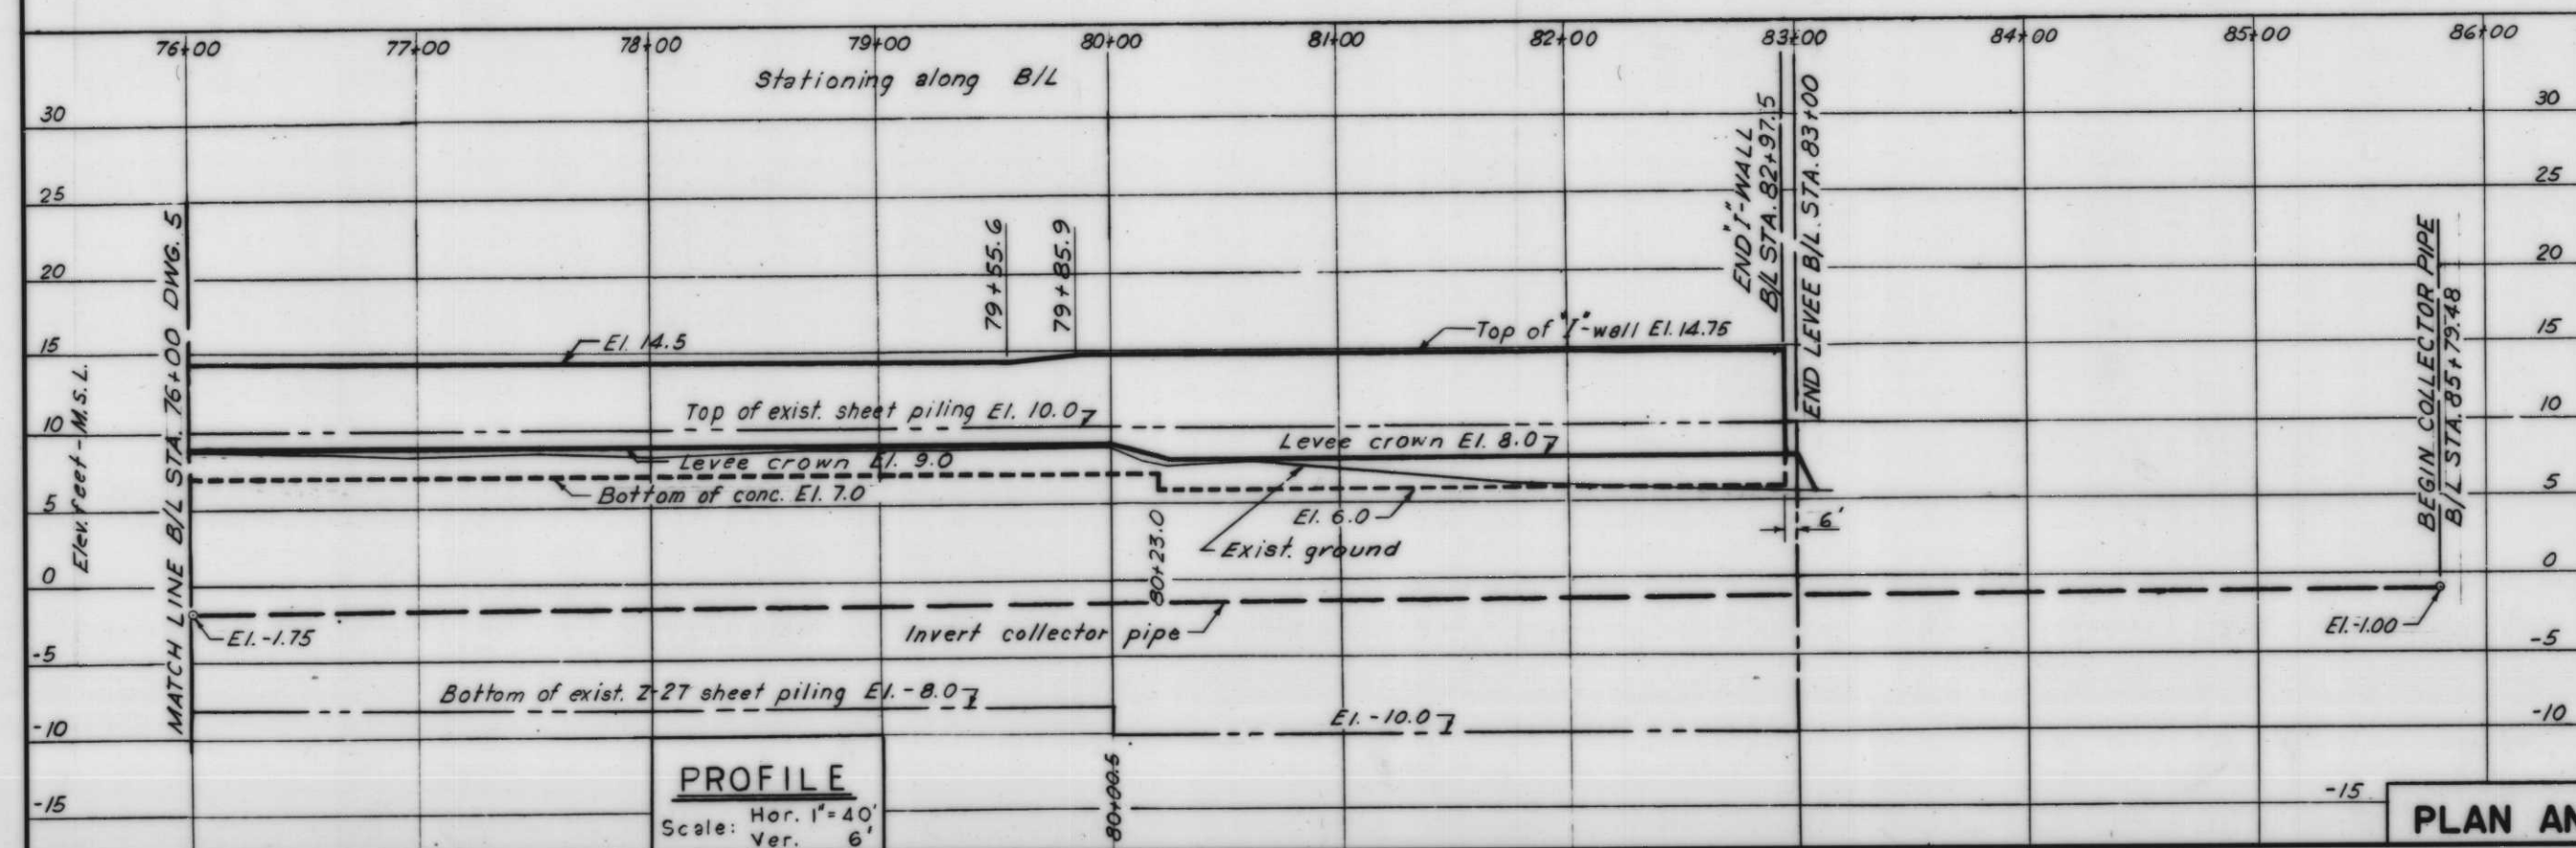 76+00 77+00 78+00 79+00 80+00 81+00 82+00 83+00 84+00 85+00 86+00
Stationing along B/L
30 30
25 25
20 20
15 15
10 10
5 5
0 0
-5 -5
-10 -10
-15 -15
Elev. feet - M.S.L.
MATCH LINE B/L STA. 76+00 DWG. 5
79+55.6
79+85.9
END "I"-WALL
B/L STA. 82+97.5
END LEVEE B/L. STA. 83+00
BEGIN COLLECTOR PIPE
B/L STA. 85+79.48
El. 14.5
Top of "I"-wall El. 14.75
Top of exist. sheet piling El. 10.0
Levee crown El. 8.0
Levee crown El. 9.0
Bottom of conc. El. 7.0
El. 6.0
6'
80+23.0
Exist. ground
El. -1.75
Invert collector pipe
El. -1.00
Bottom of exist. Z-27 sheet piling El. -8.0
El. -10.0
80+00.5
PROFILE
Scale: Hor. 1"=40'
Ver. 6'
PLAN AN